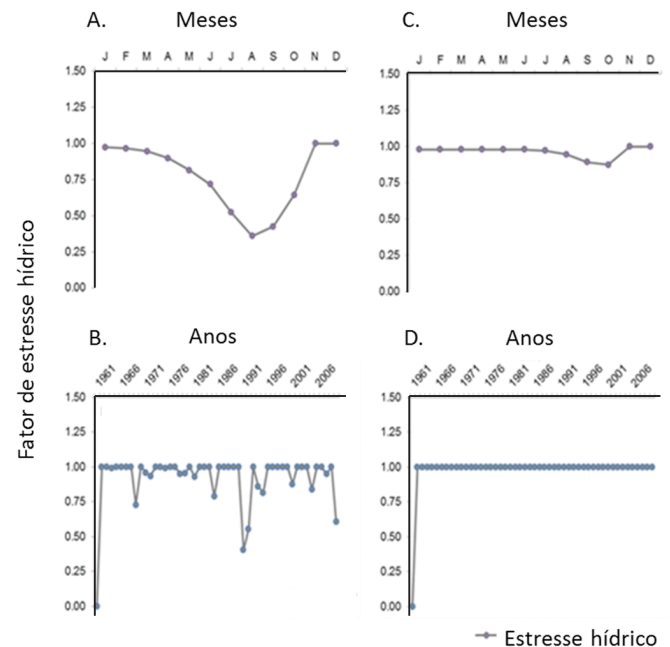 A. Meses
J F M A M J J A S O N D
1.50
1.25
1.00
0.75
0.50
0.25
0.00
C. Meses
J F M A M J J A S O N D
1.50
1.25
1.00
0.75
0.50
0.25
0.00
Fator de estresse hídrico
B. Anos
1961 1966 1971 1976 1981 1986 1991 1996 2001 2006
1.50
1.25
1.00
0.75
0.50
0.25
0.00
D. Anos
1961 1966 1971 1976 1981 1986 1991 1996 2001 2006
1.50
1.25
1.00
0.75
0.50
0.25
0.00
Estresse hídrico